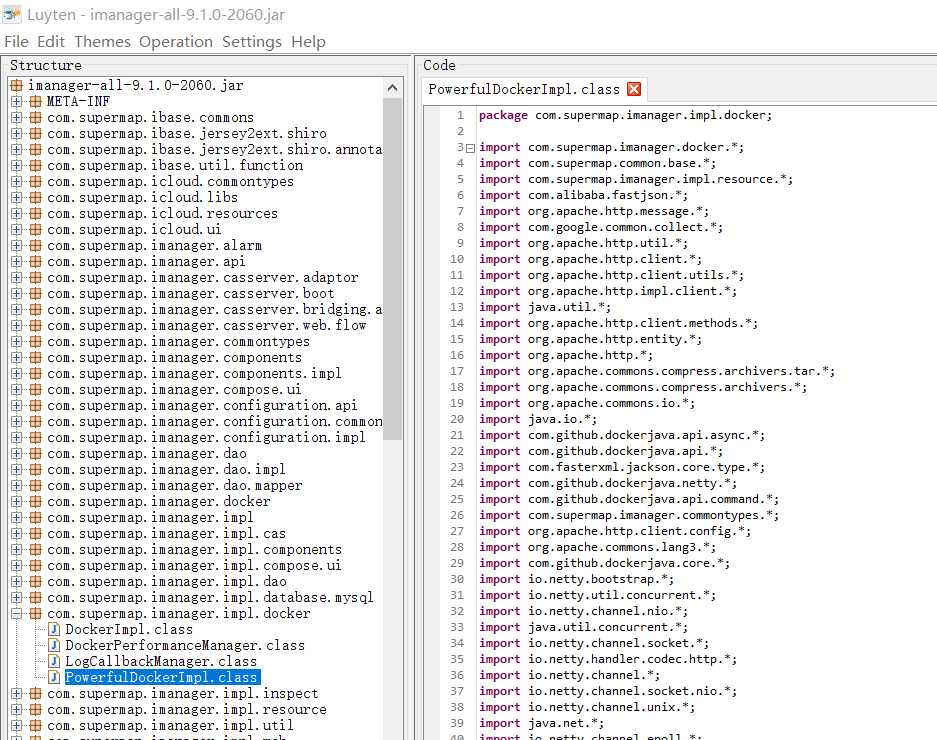 Luyten - imanager-all-9.1.0-2060.jar
File Edit Themes Operation Settings Help
Structure
imanager-all-9.1.0-2060.jar
META-INF
com.supermap.ibase.commons
com.supermap.ibase.jersey2ext.shiro
com.supermap.ibase.jersey2ext.shiro.annota
com.supermap.ibase.util.function
com.supermap.icloud.commontypes
com.supermap.icloud.libs
com.supermap.icloud.resources
com.supermap.icloud.ui
com.supermap.imanager.alarm
com.supermap.imanager.api
com.supermap.imanager.casserver.adaptor
com.supermap.imanager.casserver.boot
com.supermap.imanager.casserver.bridging.a
com.supermap.imanager.casserver.web.flow
com.supermap.imanager.commontypes
com.supermap.imanager.components
com.supermap.imanager.components.impl
com.supermap.imanager.compose.ui
com.supermap.imanager.configuration.api
com.supermap.imanager.configuration.common
com.supermap.imanager.configuration.impl
com.supermap.imanager.dao
com.supermap.imanager.dao.impl
com.supermap.imanager.dao.mapper
com.supermap.imanager.docker
com.supermap.imanager.impl
com.supermap.imanager.impl.cas
com.supermap.imanager.impl.components
com.supermap.imanager.impl.compose.ui
com.supermap.imanager.impl.dao
com.supermap.imanager.impl.database.mysql
com.supermap.imanager.impl.docker
DockerImpl.class
DockerPerformanceManager.class
LogCallbackManager.class
PowerfulDockerImpl.class
com.supermap.imanager.impl.inspect
com.supermap.imanager.impl.resource
com.supermap.imanager.impl.util
Code
PowerfulDockerImpl.class
1 package com.supermap.imanager.impl.docker;
2
3 import com.supermap.imanager.docker.*;
4 import com.supermap.common.base.*;
5 import com.supermap.imanager.impl.resource.*;
6 import com.alibaba.fastjson.*;
7 import org.apache.http.message.*;
8 import com.google.common.collect.*;
9 import org.apache.http.util.*;
10 import org.apache.http.client.*;
11 import org.apache.http.client.utils.*;
12 import org.apache.http.impl.client.*;
13 import java.util.*;
14 import org.apache.http.client.methods.*;
15 import org.apache.http.entity.*;
16 import org.apache.http.*;
17 import org.apache.commons.compress.archivers.tar.*;
18 import org.apache.commons.compress.archivers.*;
19 import org.apache.commons.io.*;
20 import java.io.*;
21 import com.github.dockerjava.api.async.*;
22 import com.github.dockerjava.api.*;
23 import com.fasterxml.jackson.core.type.*;
24 import com.github.dockerjava.netty.*;
25 import com.github.dockerjava.api.command.*;
26 import com.supermap.imanager.commontypes.*;
27 import org.apache.http.client.config.*;
28 import org.apache.commons.lang3.*;
29 import com.github.dockerjava.core.*;
30 import io.netty.bootstrap.*;
31 import io.netty.util.concurrent.*;
32 import io.netty.channel.nio.*;
33 import java.util.concurrent.*;
34 import io.netty.channel.socket.*;
35 import io.netty.handler.codec.http.*;
36 import io.netty.channel.*;
37 import io.netty.channel.socket.nio.*;
38 import io.netty.channel.unix.*;
39 import java.net.*;
40 import io.netty.channel.epoll.*;